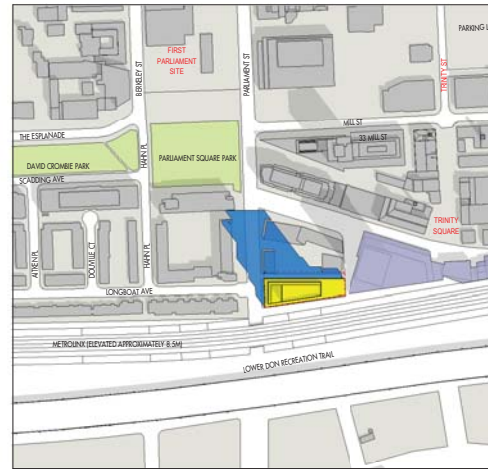 BERKELEY ST
FIRST
PARLIAMENT
SITE
PARLIAMENT ST
PARKING L
TRINITY ST
MILL ST
THE ESPLANADE
HAHN PL
33 MILL ST
DAVID CROMBIE PARK
PARLIAMENT SQUARE PARK
SCADDING AVE
TRINITY
SQUARE
AITKEN PL
DOUVILLE CT
HAHN PL
LONGBOAT AVE
METROLINX (ELEVATED APPROXIMATELY 8.5M)
LOWER DON RECREATION TRAIL